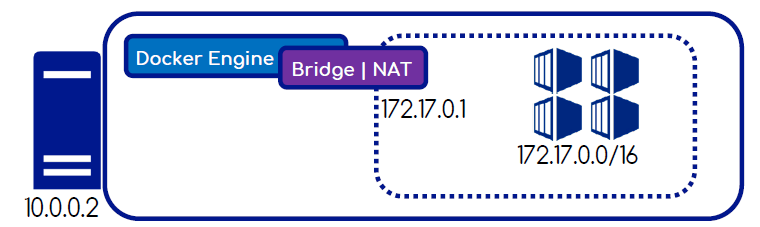 Docker Engine
Bridge | NAT
172.17.0.1
172.17.0.0/16
10.0.0.2